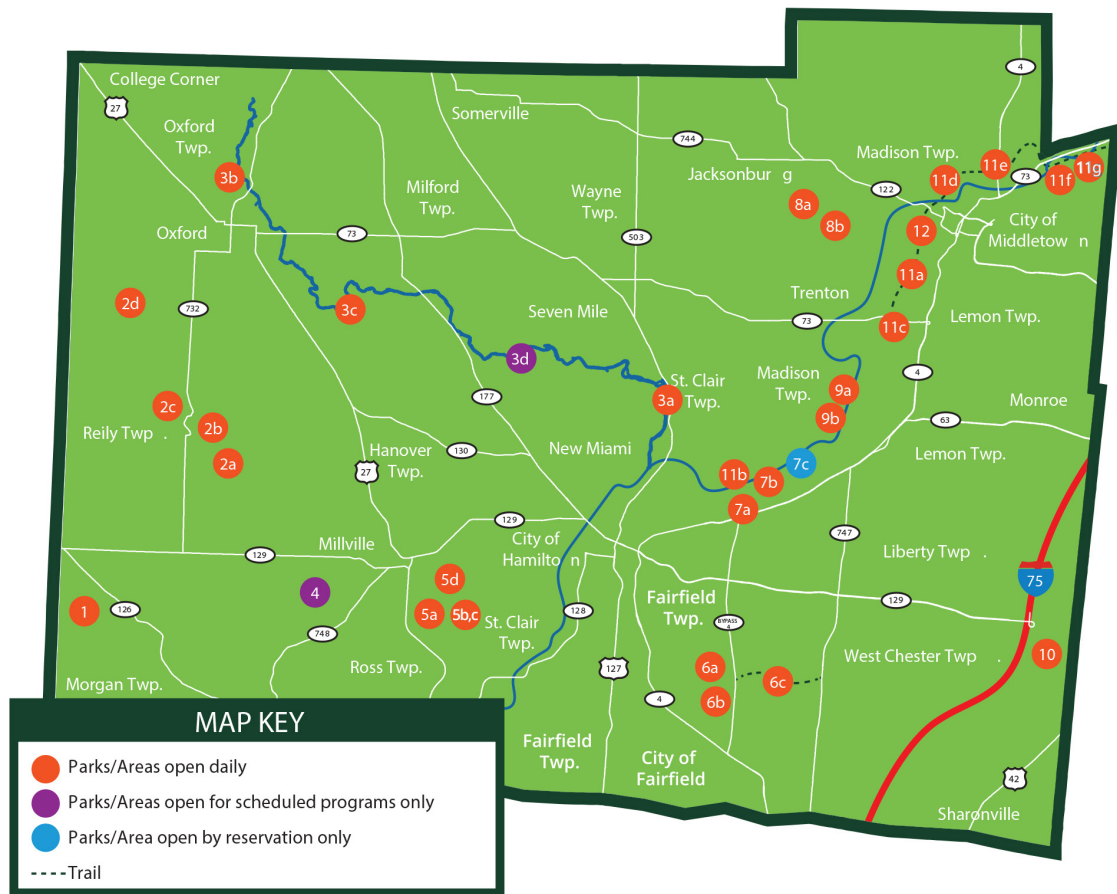 4
College Corner
27
Somerville
Oxford
Twp.
744
Madison Twp.
11e
11g
3b
Jacksonbur g
11d
73
11f
Milford
Twp.
Wayne
Twp.
122
8a
8b
12
City of
Middletow n
Oxford
73
503
11a
2d
732
3c
Trenton
Seven Mile
73
11c
Lemon Twp.
3d
St. Clair
Twp.
3a
Madison
Twp.
4
9a
2c
177
Monroe
2b
9b
63
Reily Twp .
Hanover
Twp.
130
New Miami
Lemon Twp.
2a
27
11b
7b
7c
7a
129
City of
Hamilto n
747
Millville
129
Liberty Twp .
75
5d
4
1
126
5a
5b,c
St. Clair
Twp.
128
Fairfield
Twp.
129
BYPASS
4
748
Ross Twp.
127
6a
West Chester Twp .
10
Morgan Twp.
6c
4
6b
MAP KEY
Fairfield
Twp.
City of
Fairfield
Parks/Areas open daily
42
Parks/Areas open for scheduled programs only
Sharonville
Parks/Area open by reservation only
Trail